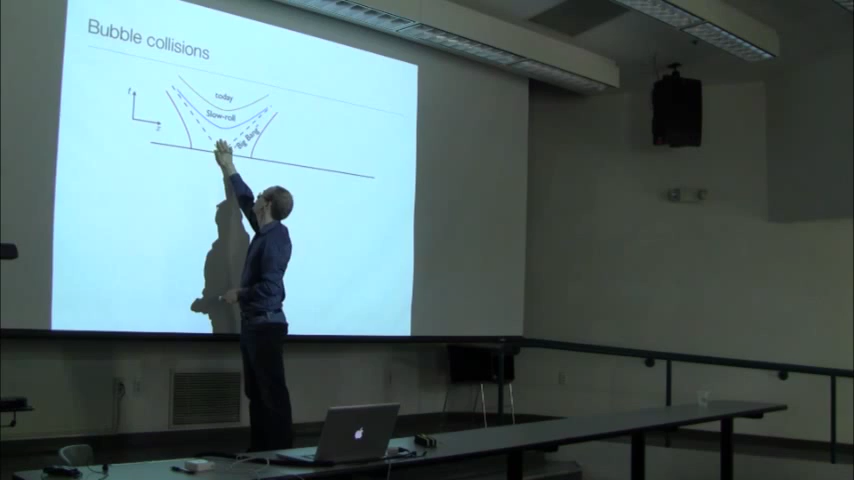 Bubble collisions
today
Slow-roll
"Big Bang"
t
z